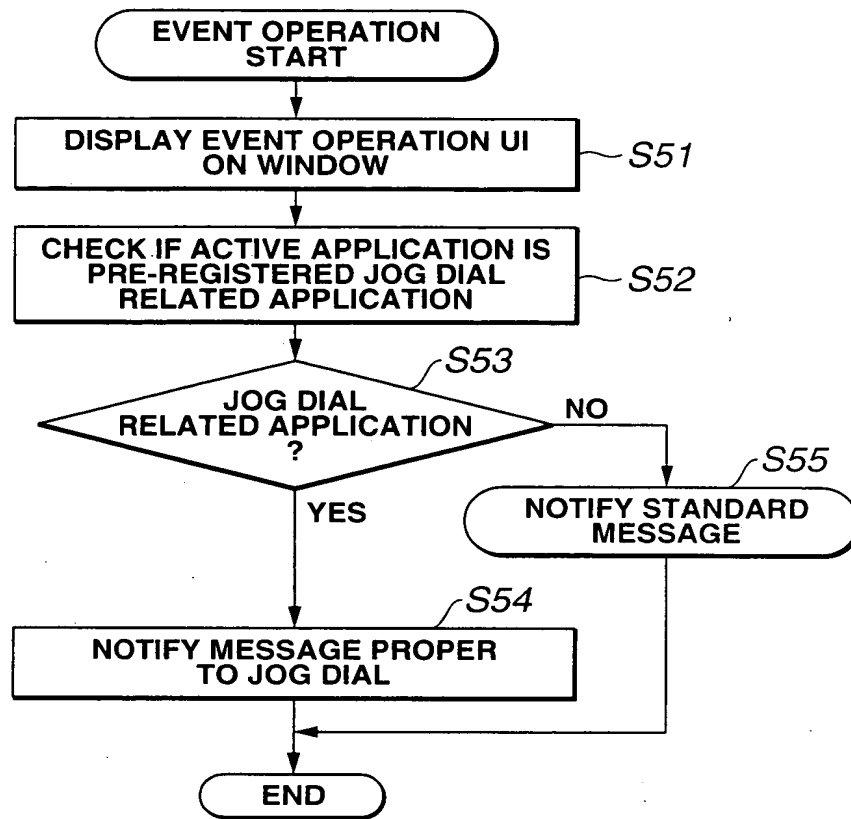 EVENT OPERATION
START
DISPLAY EVENT OPERATION UI
ON WINDOW
S51
CHECK IF ACTIVE APPLICATION IS
PRE-REGISTERED JOG DIAL
RELATED APPLICATION
S52
S53
JOG DIAL
RELATED APPLICATION
?
NO
YES
S55
NOTIFY STANDARD
MESSAGE
S54
NOTIFY MESSAGE PROPER
TO JOG DIAL
END